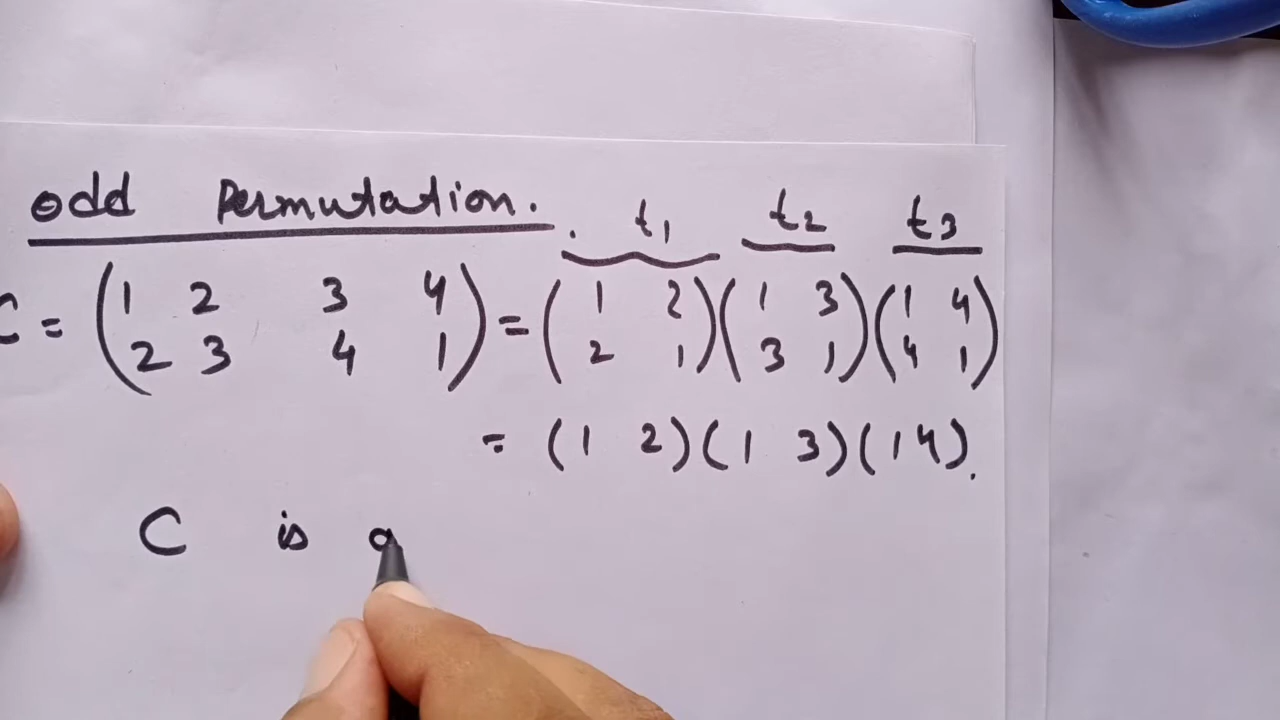 odd Permutation.
. t1 t2 t3
C = (1 2 3 4) = (1 2)(1 3)(1 4)
(2 3 4 1) (2 1)(3 1)(4 1)
= (1 2)(1 3)(1 4).
C is a